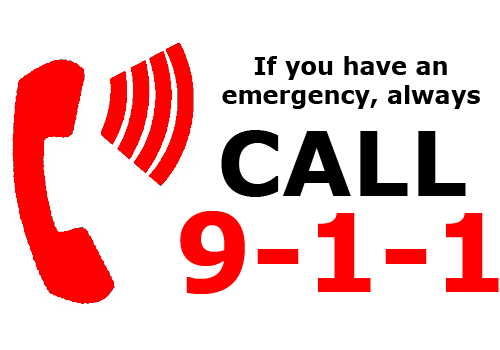 If you have an
emergency, always
CALL
9-1-1